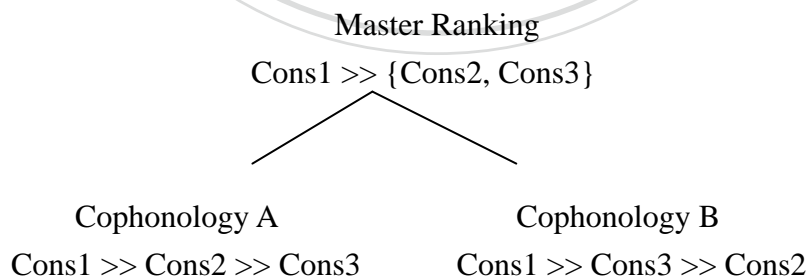 Master Ranking
Cons1 >> {Cons2, Cons3}
Cophonology A
Cophonology B
Cons1 >> Cons2 >> Cons3
Cons1 >> Cons3 >> Cons2